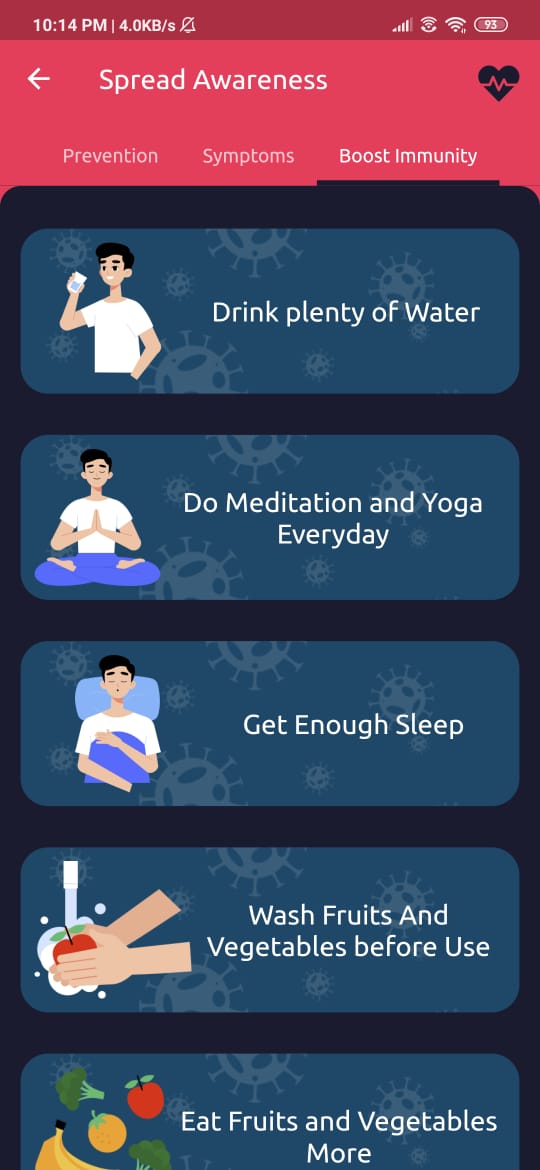 10:14 PM | 4.0KB/s 93
Spread Awareness
Prevention Symptoms Boost Immunity
Drink plenty of Water
Do Meditation and Yoga
Everyday
Get Enough Sleep
Wash Fruits And
Vegetables before Use
Eat Fruits and Vegetables
More